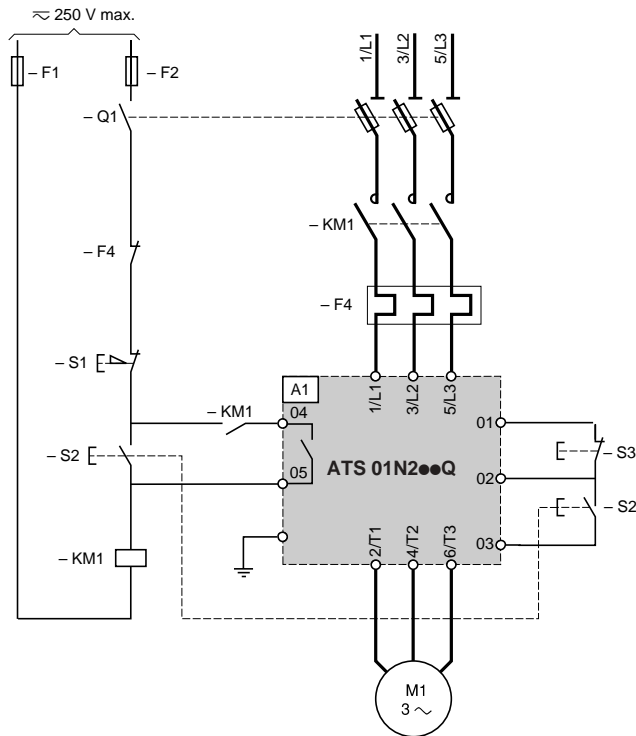 ⎓ 250 V max.
– F1
– F2
1/L1
3/L2
5/L3
– Q1
– KM1
– F4
– F4
– S1
A1
1/L1
3/L2
5/L3
– KM1
04
01
– S2
05
ATS 01N2●●Q
02
– S3
– S2
– KM1
2/T1
4/T2
6/T3
03
M1
3 ~